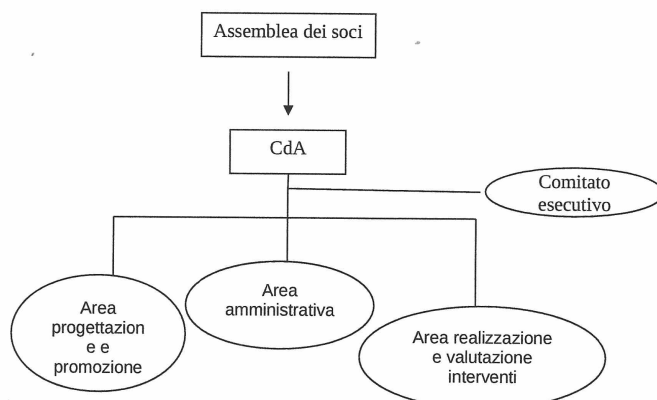 Assemblea dei soci
CdA
Comitato
esecutivo
Area
progettazion
e e
promozione
Area
amministrativa
Area realizzazione
e valutazione
interventi